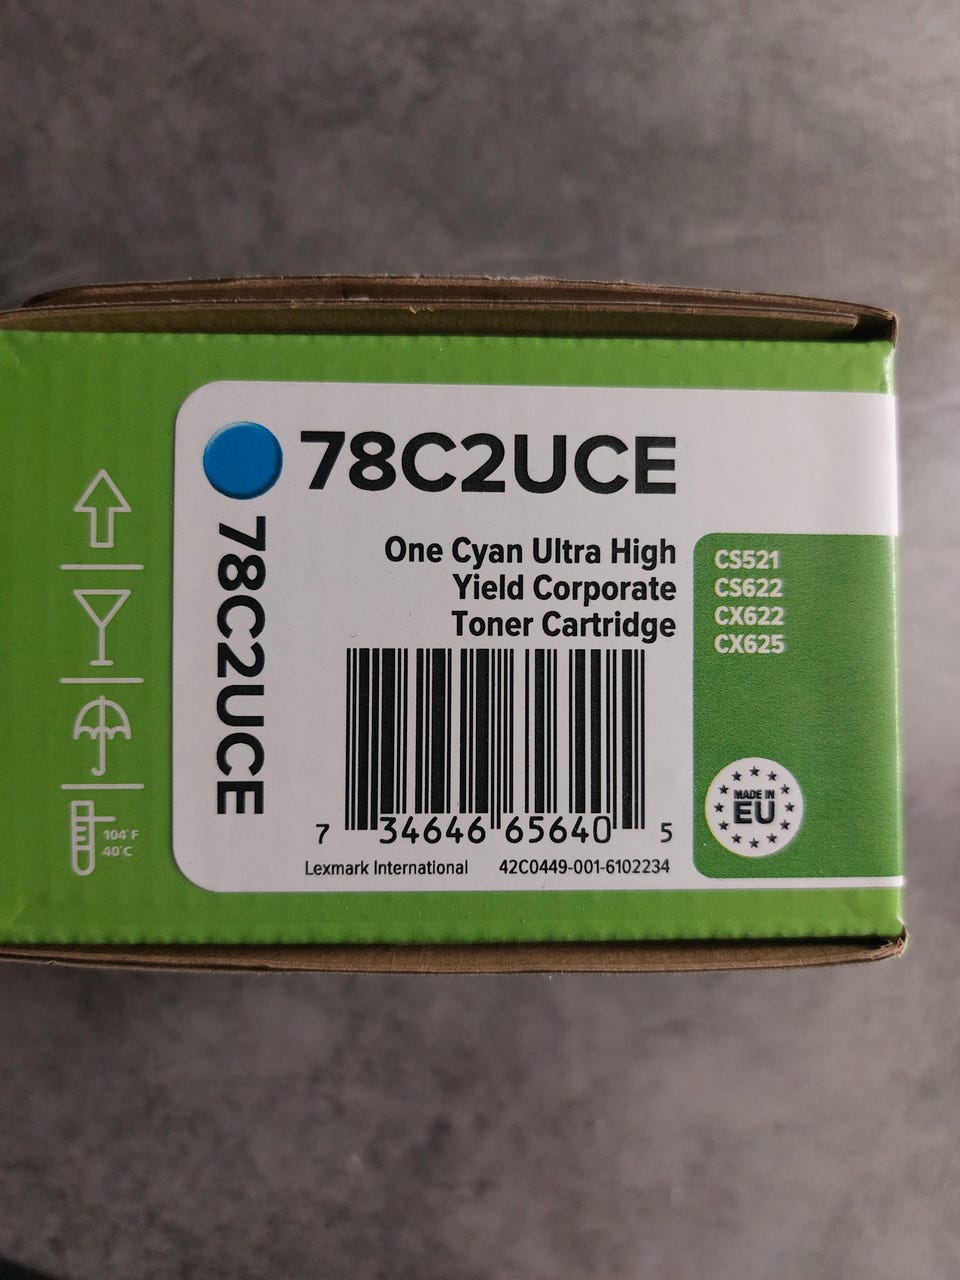 78C2UCE
78C2UCE
One Cyan Ultra High
Yield Corporate
Toner Cartridge
7 34646 65640 5
Lexmark International 42C0449-001-6102234
CS521
CS622
CX622
CX625
MADE IN
EU
104°F
40°C